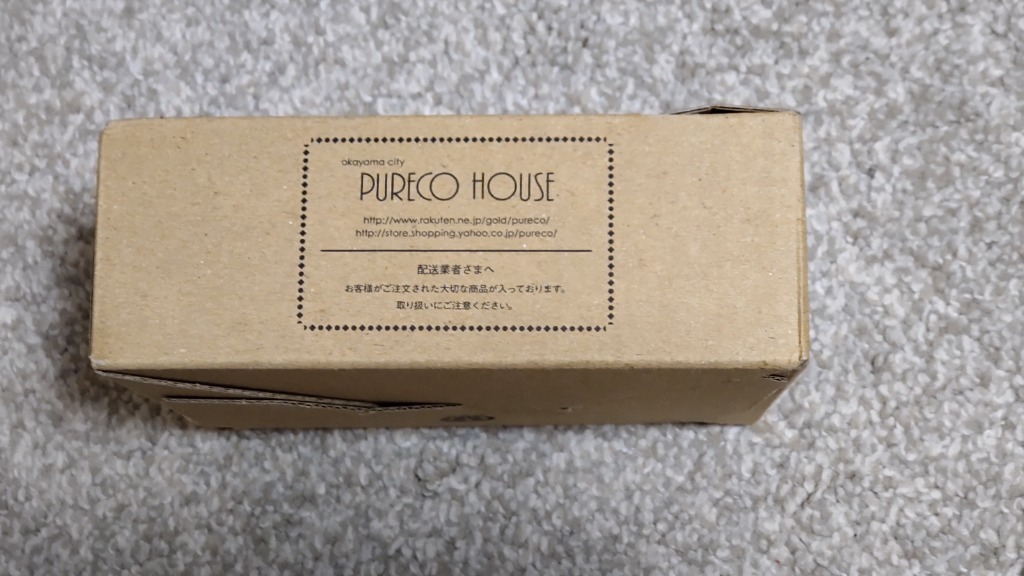 okayama city
PURECO HOUSE
http://www.rakuten.ne.jp/gold/pureco/
http://store.shopping.yahoo.co.jp/pureco/
配送業者さまへ
お客様がご注文された大切な商品が入っております。
取り扱いにご注意ください。